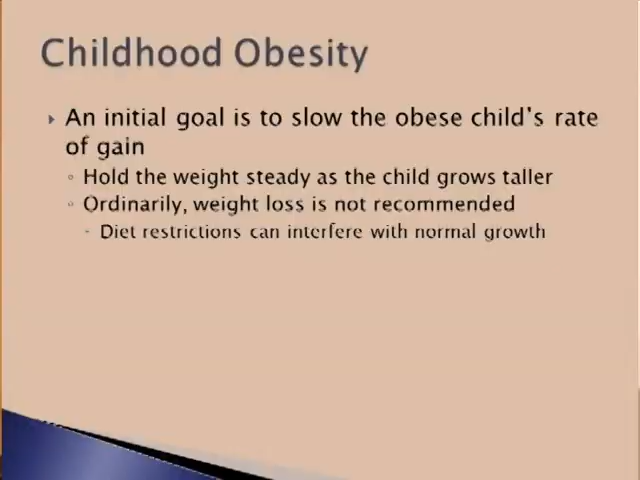 Childhood Obesity
An initial goal is to slow the obese child's rate
of gain
Hold the weight steady as the child grows taller
Ordinarily, weight loss is not recommended
Diet restrictions can interfere with normal growth